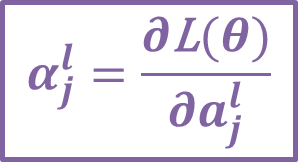 α_j^l = ∂L(θ) / ∂a_j^l